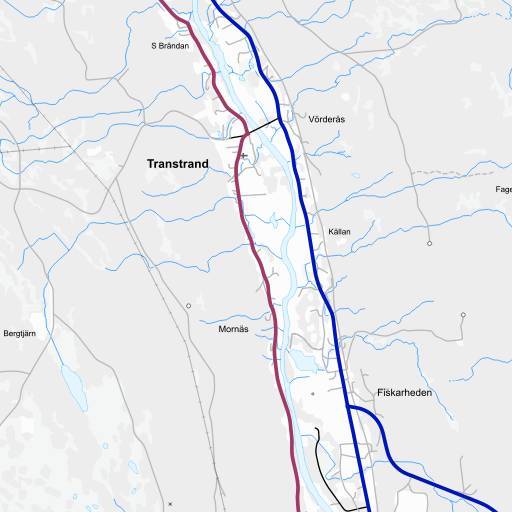 S Brändan
Vörderås
Transtrand
Fage
Källan
Mornäs
Bergtjärn
Fiskarheden